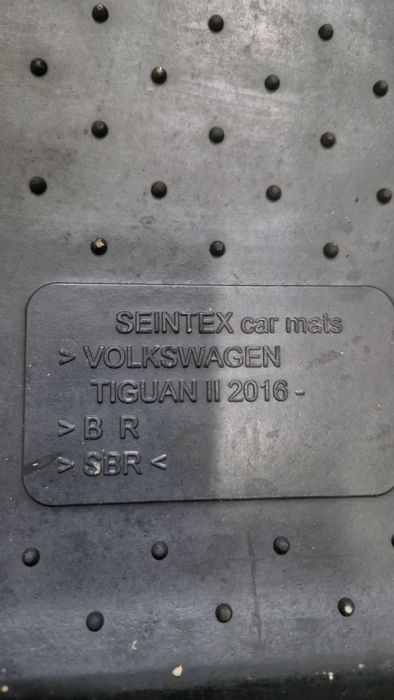 SEINTEX car mats
> VOLKSWAGEN
TIGUAN II 2016 -
> B R
> SBR <